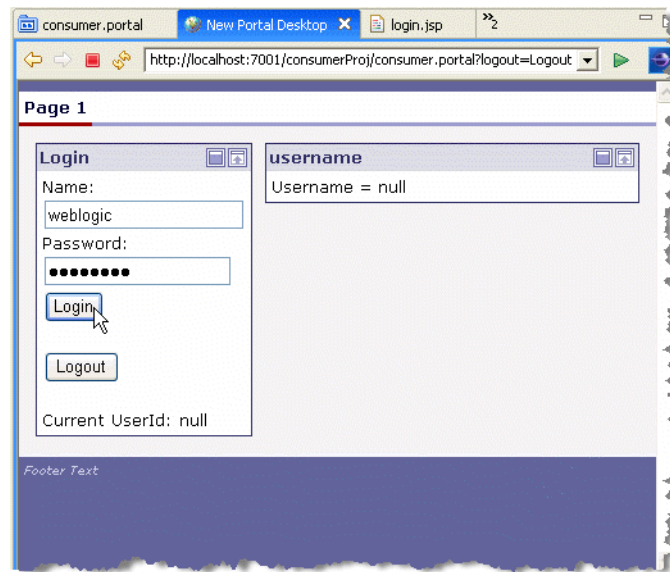 consumer.portal
New Portal Desktop
login.jsp
»2
http://localhost:7001/consumerProj/consumer.portal?logout=Logout
Page 1
Login
Name:
weblogic
Password:
●●●●●●●●
Login
Logout
Current UserId: null
username
Username = null
Footer Text